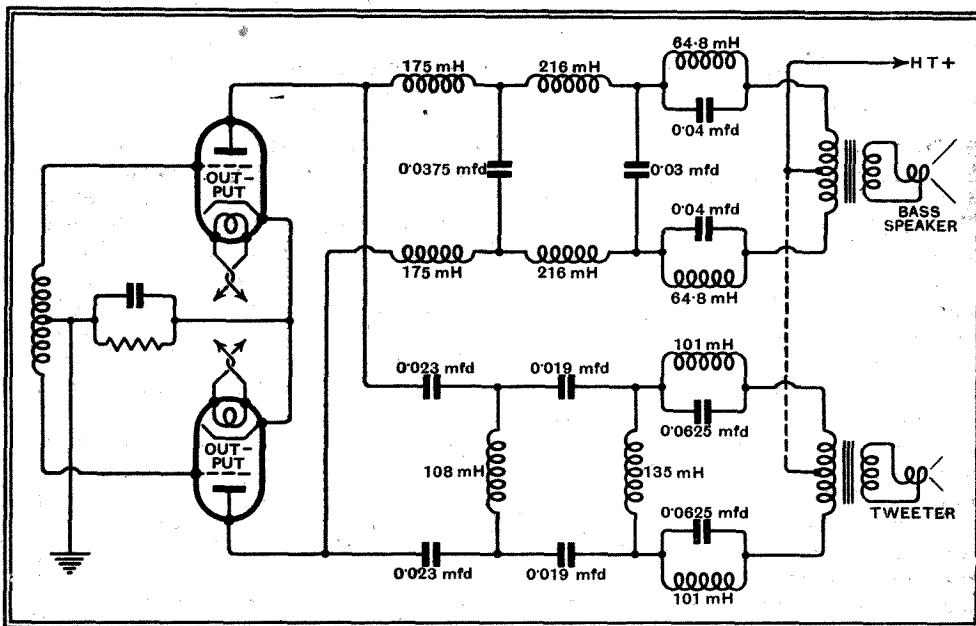 64·8 mH
HT+
175 mH
216 mH
0·04 mfd
0·0375 mfd
0·03 mfd
OUT-
PUT
0·04 mfd
BASS
SPEAKER
175 mH
216 mH
64·8 mH
101 mH
0·023 mfd
0·019 mfd
0·0625 mfd
OUT-
PUT
108 mH
135 mH
0·0625 mfd
TWEETER
0·023 mfd
0·019 mfd
101 mH